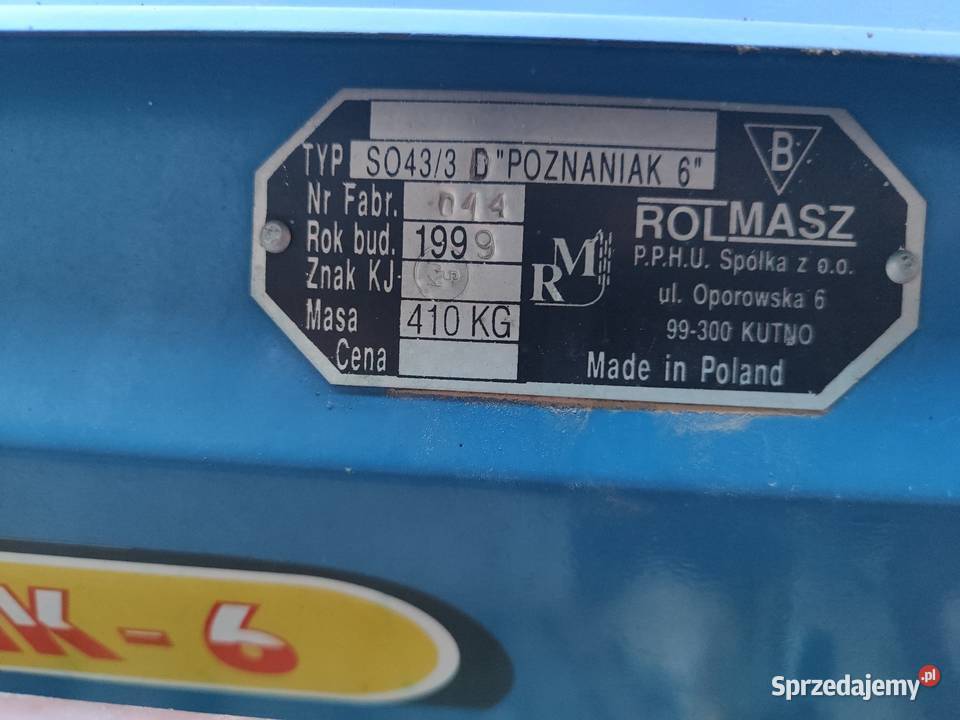 TYP SO43/3 D "POZNANIAK 6"
B
Nr Fabr. 044
Rok bud. 1999
Znak KJ
Masa 410 KG
Cena
RM
ROLMASZ
P.P.H.U. Spółka z o.o.
ul. Oporowska 6
99-300 KUTNO
Made in Poland
K-6
Sprzedajemy.pl